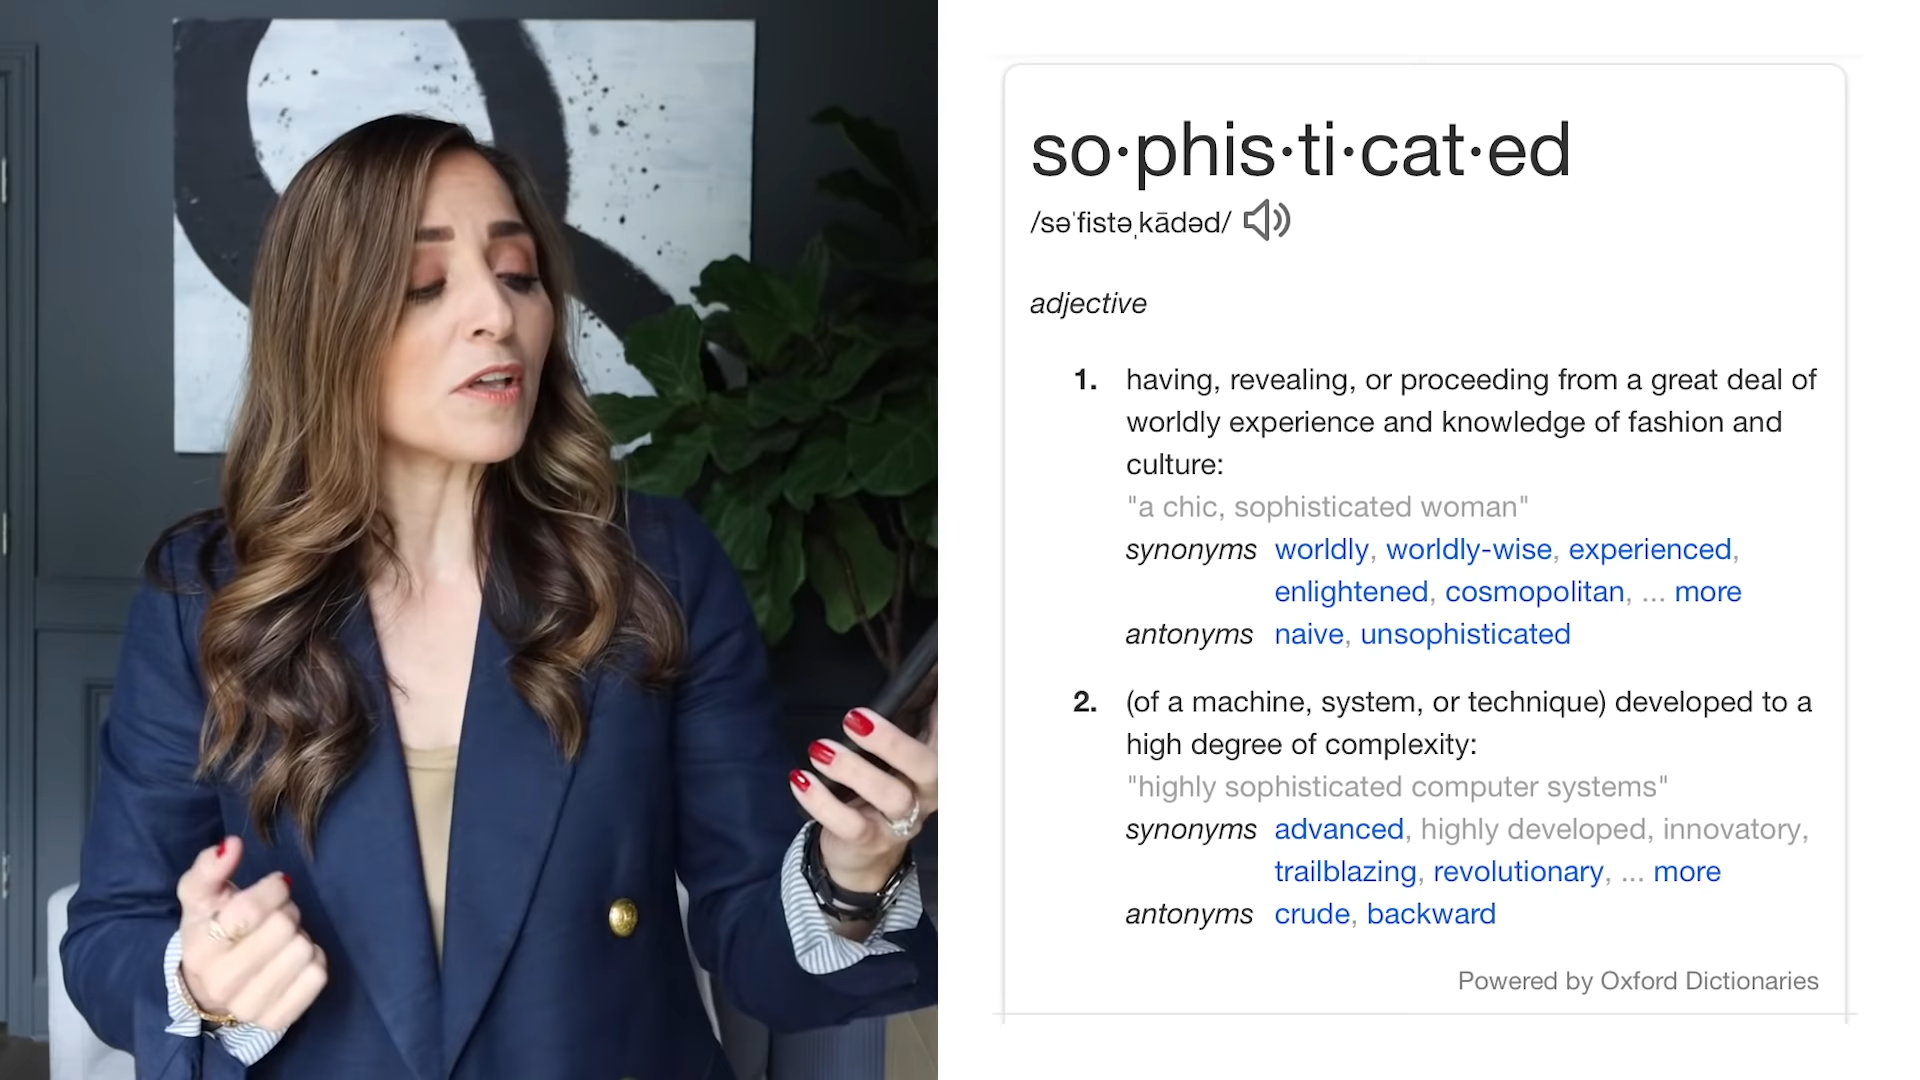 so·phis·ti·cat·ed
/səˈfistəˌkādəd/
adjective
1. having, revealing, or proceeding from a great deal of
worldly experience and knowledge of fashion and
culture:
"a chic, sophisticated woman"
synonyms worldly, worldly-wise, experienced,
enlightened, cosmopolitan, ... more
antonyms naive, unsophisticated
2. (of a machine, system, or technique) developed to a
high degree of complexity:
"highly sophisticated computer systems"
synonyms advanced, highly developed, innovatory,
trailblazing, revolutionary, ... more
antonyms crude, backward
Powered by Oxford Dictionaries